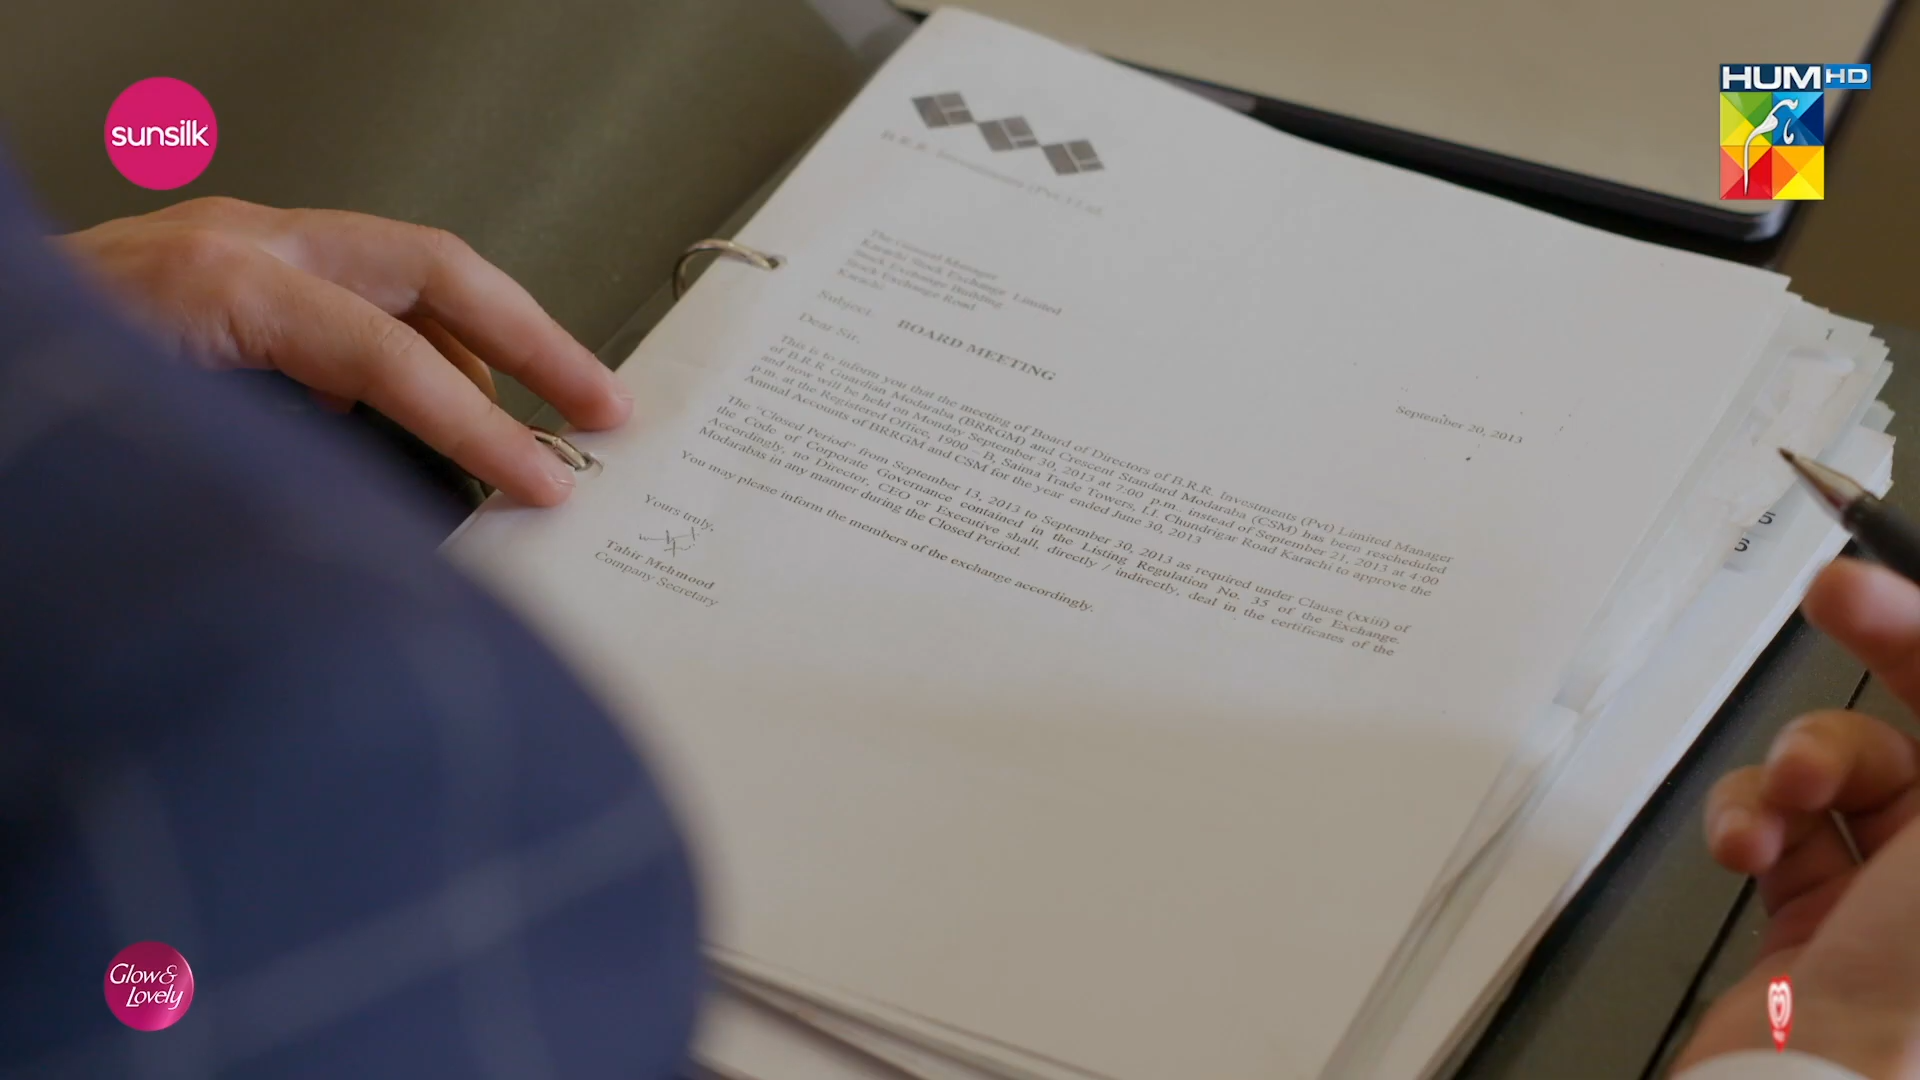 sunsilk
HUM HD
ہم
B.R.R. Investments (Pvt.) Ltd.
The General Manager
Karachi Stock Exchange Limited
Stock Exchange Building
Stock Exchange Road
Karachi
September 20, 2013
Subject: BOARD MEETING
Dear Sir,
This is to inform you that the meeting of Board of Directors of B.R.R. Investments (Pvt) Limited Manager
of B.R.R. Guardian Modaraba (BRRGM) and Crescent Standard Modaraba (CSM) has been rescheduled
and now will be held on Monday September 30, 2013 at 7:00 p.m. instead of September 21, 2013 at 4:00
p.m. at the Registered Office, 1900 – B, Saima Trade Towers, I.I. Chundrigar Road Karachi to approve the
Annual Accounts of BRRGM and CSM for the year ended June 30, 2013
The "Closed Period" from September 13, 2013 to September 30, 2013 as required under Clause (xxiii) of
the Code of Corporate Governance contained in the Listing Regulation No. 35 of the Exchange.
Accordingly, no Director, CEO or Executive shall, directly / indirectly, deal in the certificates of the
Modarabas in any manner during the Closed Period.
You may please inform the members of the exchange accordingly.
Yours truly,
Tahir Mehmood
Company Secretary
1
5
5
Glow &
Lovely